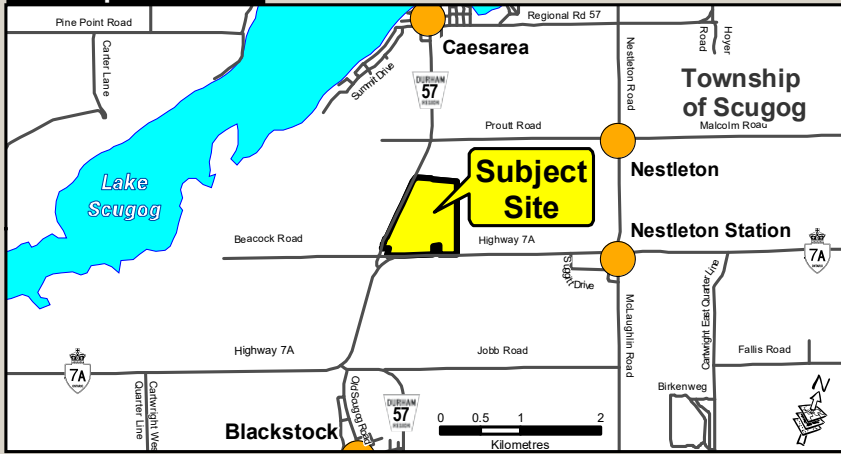 Pine Point Road
Regional Rd 57
Carter Lane
Caesarea
Hoyer
Road
Summit Drive
DURHAM
57
REGION
Nestleton Road
Township
of Scugog
Proutt Road
Malcolm Road
Subject
Site
Nestleton
Lake
Scugog
Beacock Road
Highway 7A
Nestleton Station
7A
Suggitt Drive
McLaughlin Road
Cartwright East Quarter Line
Highway 7A
Jobb Road
Fallis Road
7A
Cartwright West
Quarter Line
Old Scugog Road
DURHAM
57
REGION
Birkenweg
Blackstock
0 0.5 1 2
Kilometres
N